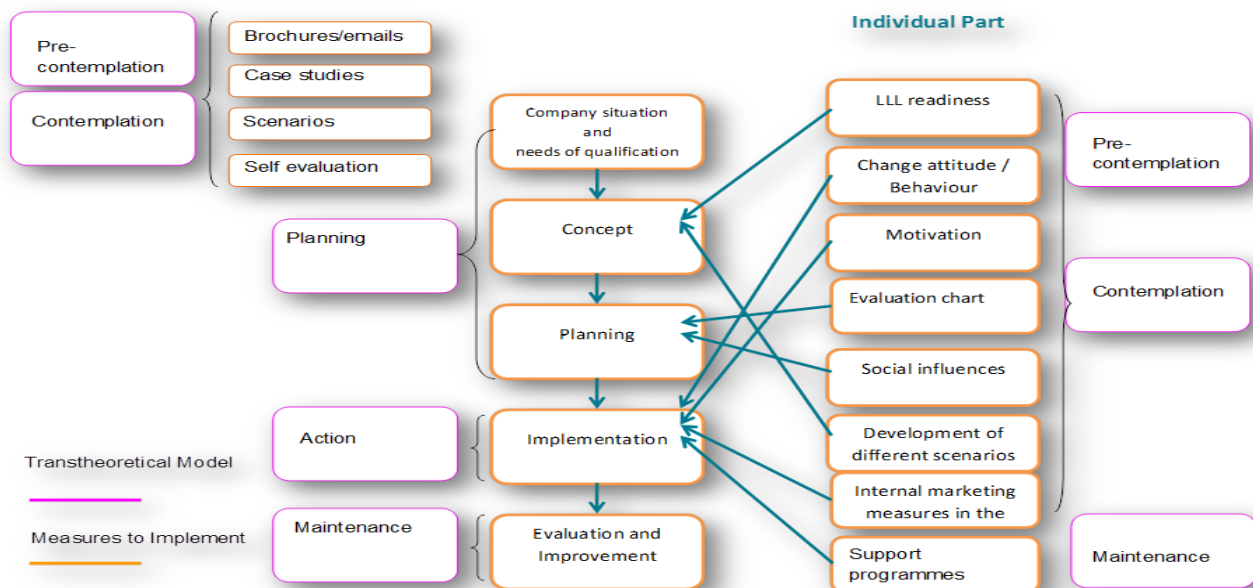 Individual Part
Pre-
contemplation
Contemplation
Brochures/emails
Case studies
Scenarios
Self evaluation
Planning
Action
Maintenance
Company situation
and
needs of qualification
Concept
Planning
Implementation
Evaluation and
Improvement
LLL readiness
Change attitude /
Behaviour
Motivation
Evaluation chart
Social influences
Development of
different scenarios
Internal marketing
measures in the
Support
programmes
Pre-
contemplation
Contemplation
Maintenance
Transtheoretical Model
Measures to Implement